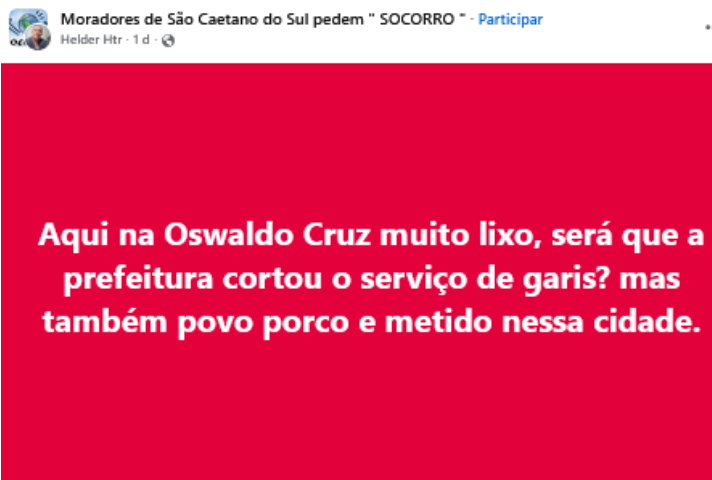 Moradores de São Caetano do Sul pedem " SOCORRO " · Participar
Helder Htr · 1 d ·
Aqui na Oswaldo Cruz muito lixo, será que a
prefeitura cortou o serviço de garis? mas
também povo porco e metido nessa cidade.